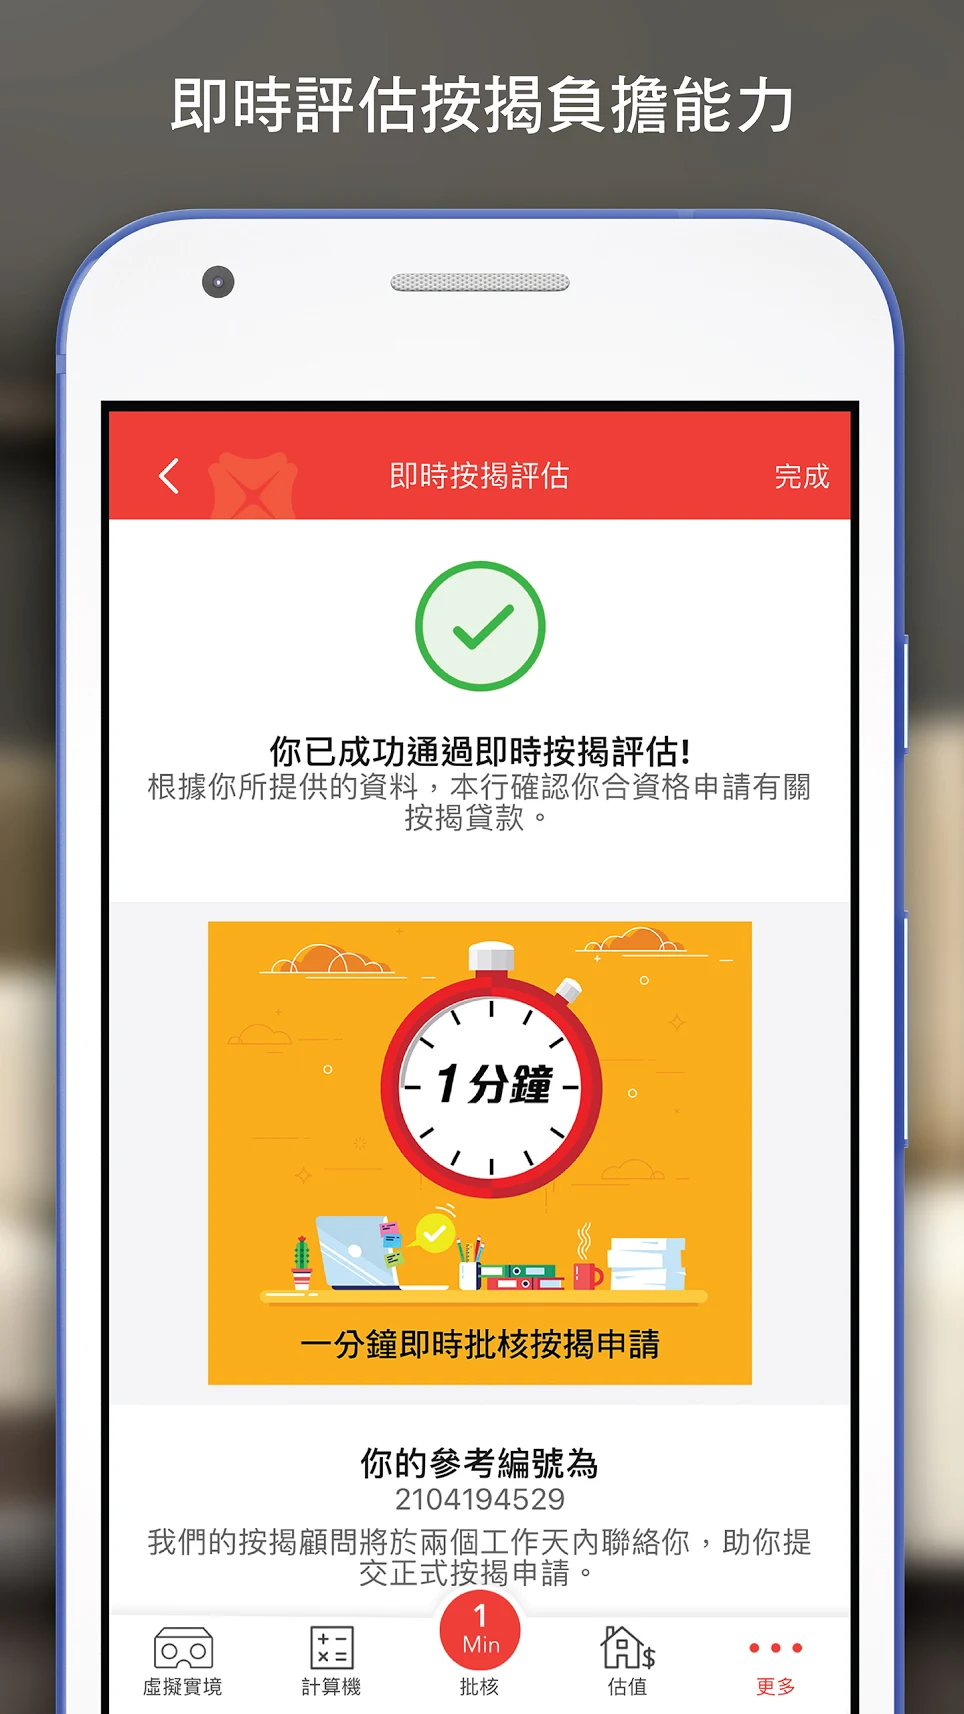 即時評估按揭負擔能力
即時按揭評估
完成
你已成功通過即時按揭評估!
根據你所提供的資料，本行確認你合資格申請有關
按揭貸款。
1分鐘
一分鐘即時批核按揭申請
你的參考編號為
2104194529
我們的按揭顧問將於兩個工作天內聯絡你，助你提
交正式按揭申請。
1
Min
虛擬實境
計算機
批核
$
估值
更多